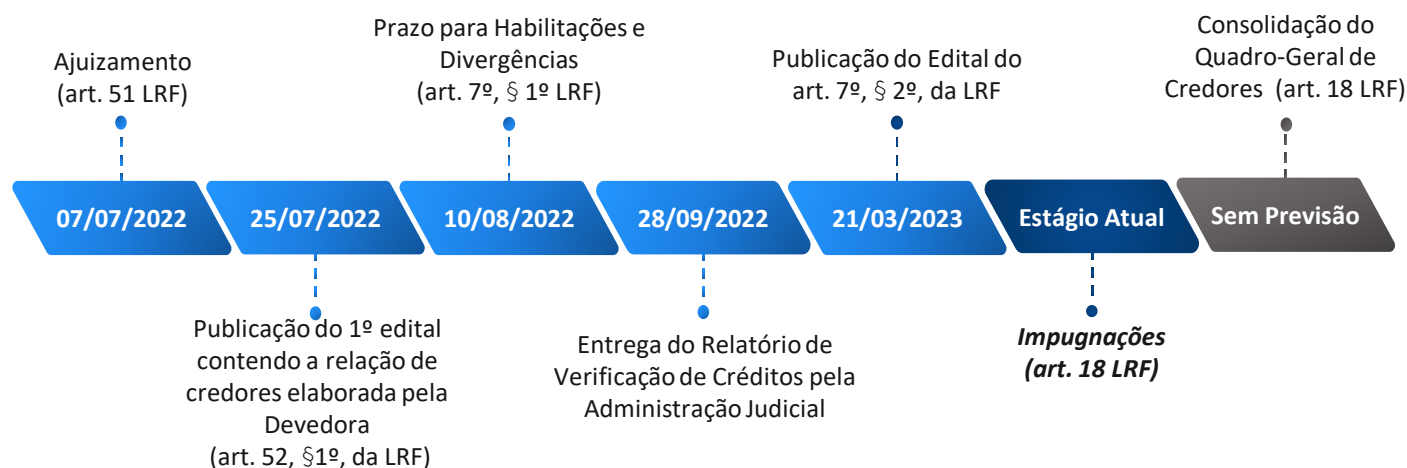 Ajuizamento
(art. 51 LRF)
Prazo para Habilitações e
Divergências
(art. 7º, § 1º LRF)
Publicação do Edital do
art. 7º, § 2º, da LRF
Consolidação do
Quadro-Geral de
Credores (art. 18 LRF)
07/07/2022
25/07/2022
10/08/2022
28/09/2022
21/03/2023
Estágio Atual
Sem Previsão
Publicação do 1º edital
contendo a relação de
credores elaborada pela
Devedora
(art. 52, §1º, da LRF)
Entrega do Relatório de
Verificação de Créditos pela
Administração Judicial
Impugnações
(art. 18 LRF)